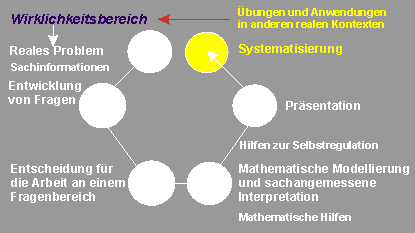 Wirklichkeitsbereich
Übungen und Anwendungen
in anderen realen Kontexten
Reales Problem
Systematisierung
Sachinformationen
Entwicklung
von Fragen
Präsentation
Hilfen zur Selbstregulation
Entscheidung für
die Arbeit an einem
Fragenbereich
Mathematische Modellierung
und sachangemessene
Interpretation
Mathematische Hilfen